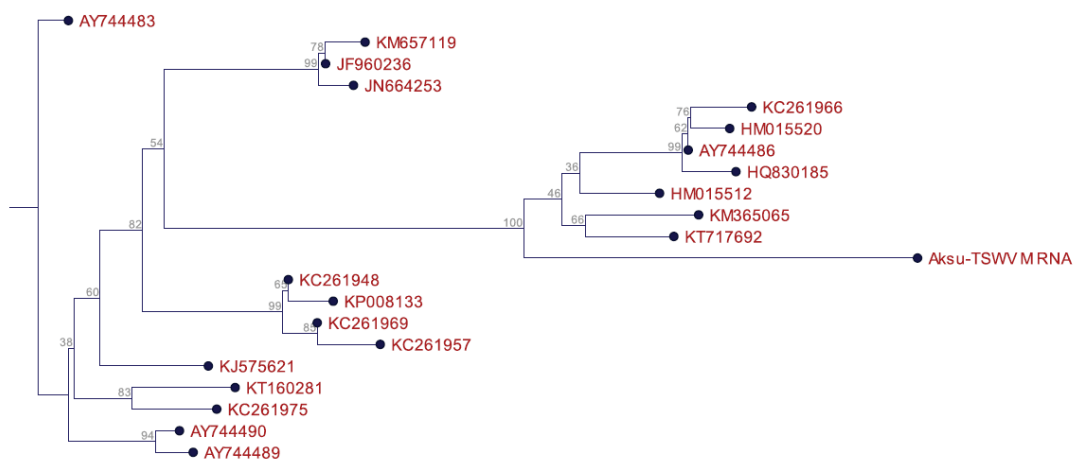 AY744483
KM657119
78
JF960236
99
JN664253
KC261966
76
HM015520
62
AY744486
99
HQ830185
54
36
HM015512
46
KM365065
66
100
82
KT717692
Aksu-TSWV M RNA
KC261948
65
KP008133
60
99
KC261969
85
KC261957
38
KJ575621
KT160281
83
KC261975
AY744490
94
AY744489